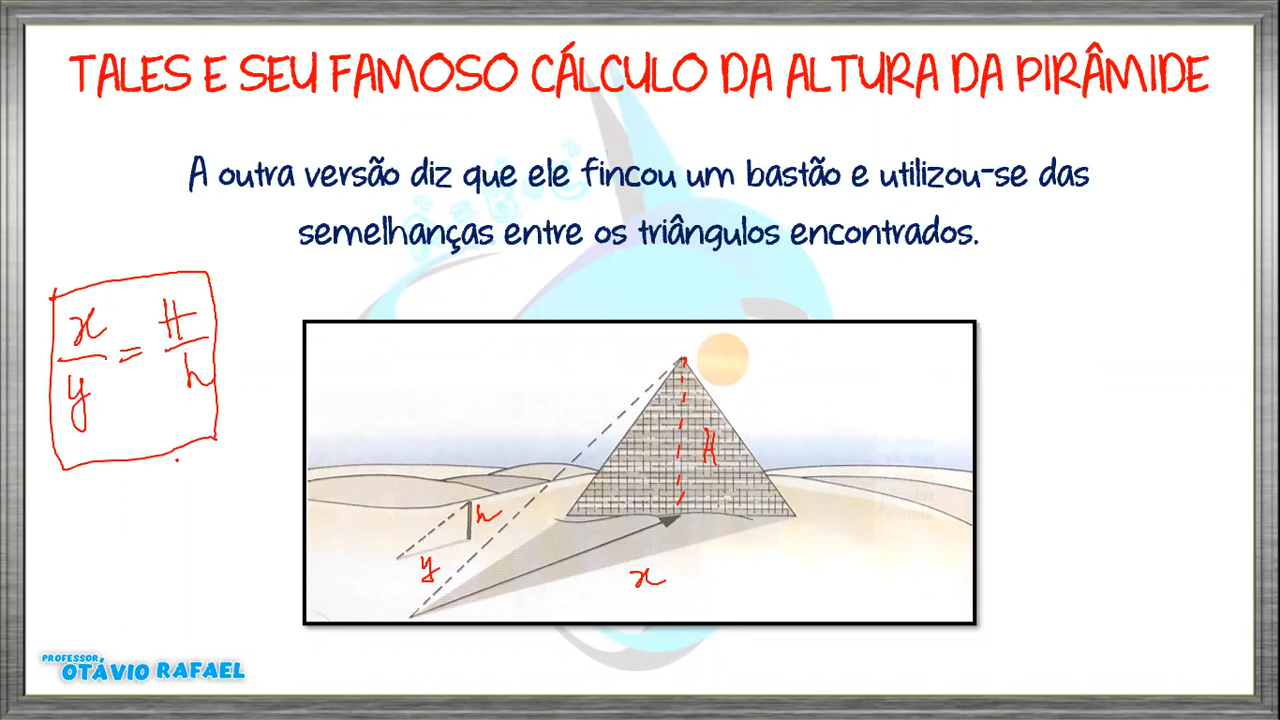 TALES E SEU FAMOSO CÁLCULO DA ALTURA DA PIRÂMIDE
A outra versão diz que ele fincou um bastão e utilizou-se das
semelhanças entre os triângulos encontrados.
x/y = H/h
H
h
y
x
PROFESSOR
OTÁVIO RAFAEL